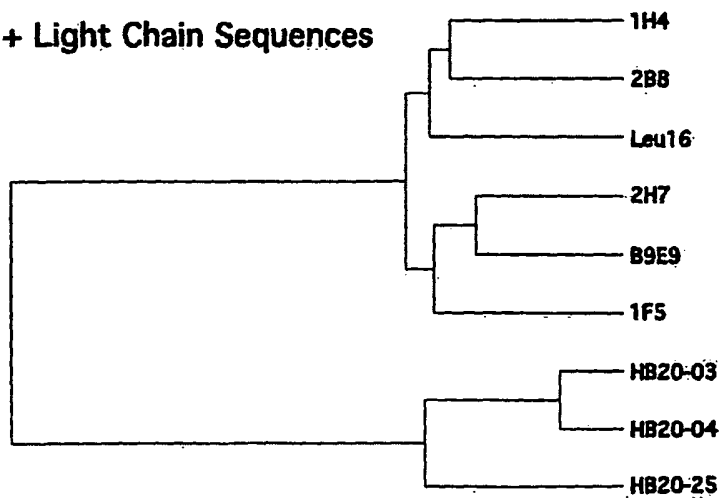 + Light Chain Sequences
1H4
2B8
Leu16
2H7
B9E9
1F5
HB20-03
HB20-04
HB20-25